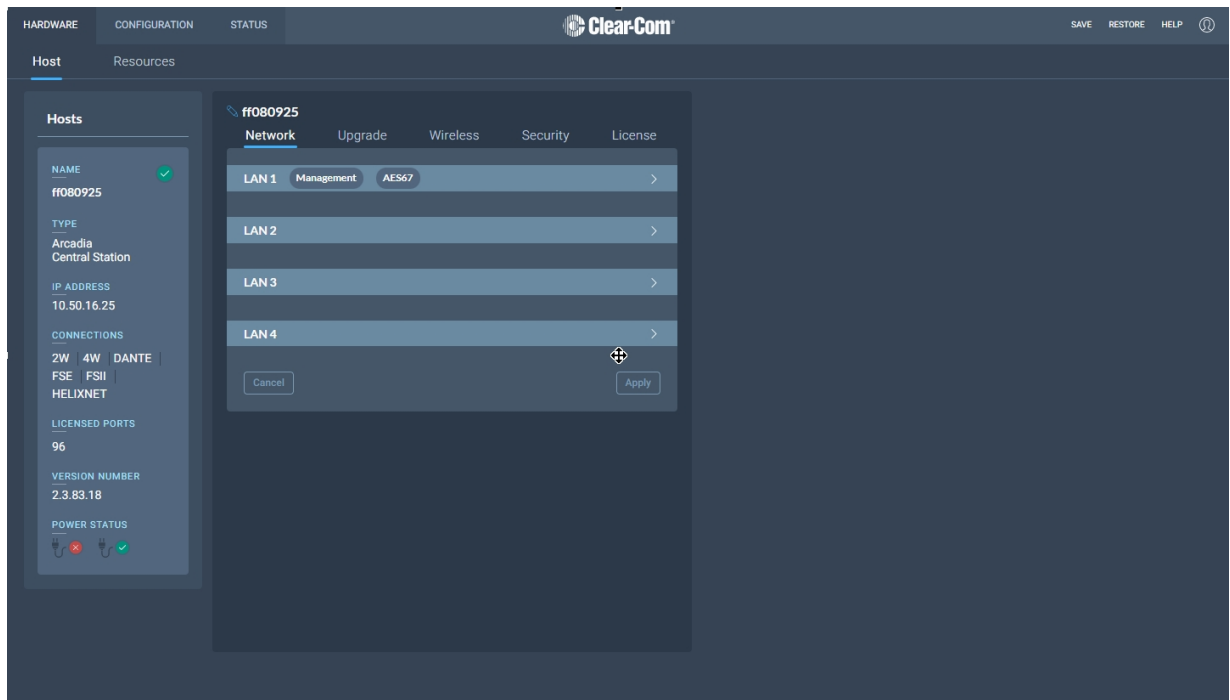 HARDWARE CONFIGURATION STATUS Clear-Com SAVE RESTORE HELP
Host Resources
Hosts
NAME
ff080925
TYPE
Arcadia
Central Station
IP ADDRESS
10.50.16.25
CONNECTIONS
2W 4W DANTE
FSE FSII
HELIXNET
LICENSED PORTS
96
VERSION NUMBER
2.3.83.18
POWER STATUS
ff080925
Network Upgrade Wireless Security License
LAN 1 Management AES67
LAN 2
LAN 3
LAN 4
Cancel Apply